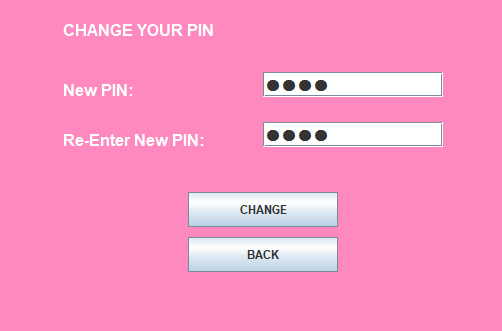 CHANGE YOUR PIN
New PIN: ●●●●
Re-Enter New PIN: ●●●●
CHANGE
BACK